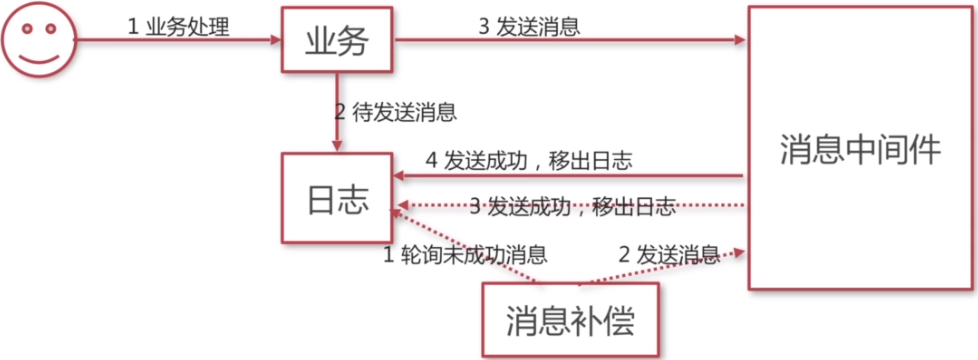 1 业务处理
业务
3 发送消息
2 待发送消息
消息中间件
4 发送成功，移出日志
日志
3 发送成功，移出日志
1 轮询未成功消息
2 发送消息
消息补偿